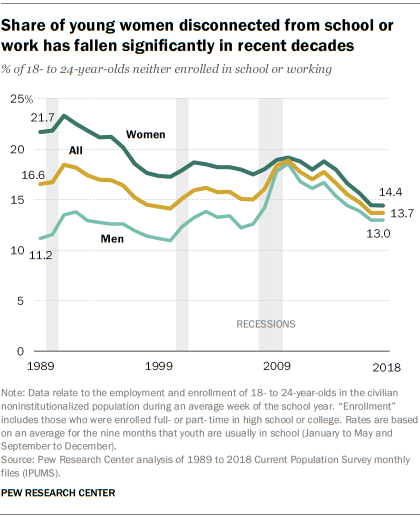 Share of young women disconnected from school or
work has fallen significantly in recent decades
% of 18- to 24-year-olds neither enrolled in school or working
25%
21.7
Women
20
All
16.6
14.4
15
13.7
Men
13.0
11.2
10
5
RECESSIONS
0
1989
1999
2009
2018
Note: Data relate to the employment and enrollment of 18- to 24-year-olds in the civilian
noninstitutionalized population during an average week of the school year. “Enrollment”
includes those who were enrolled full- or part- time in high school or college. Rates are based
on an average for the nine months that youth are usually in school (January to May and
September to December).
Source: Pew Research Center analysis of 1989 to 2018 Current Population Survey monthly
files (IPUMS).
PEW RESEARCH CENTER